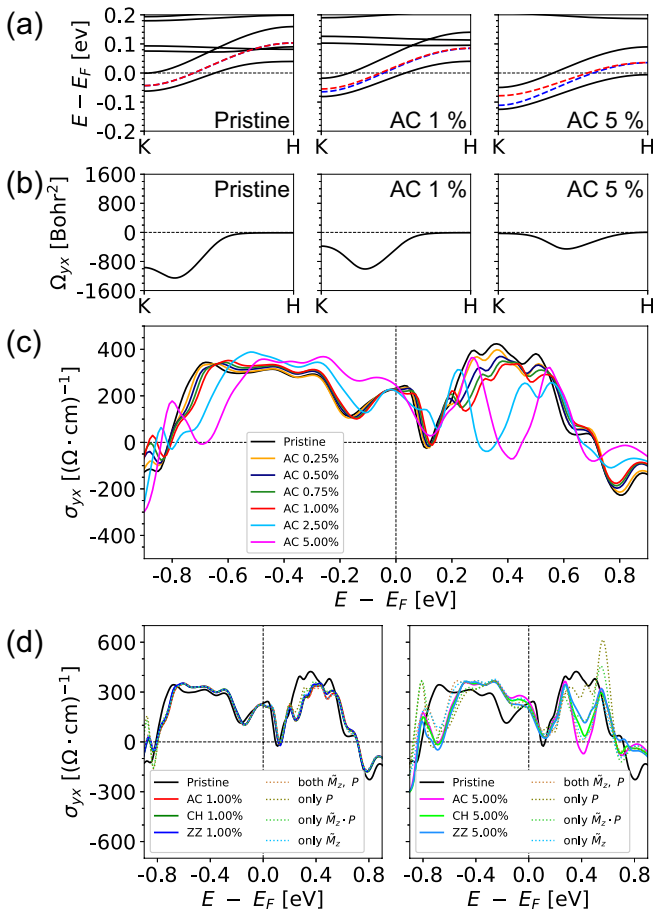 (a)
E − E_F [ev]
0.2
0.1
0.0
-0.1
-0.2
Pristine
AC 1 %
AC 5 %
K
H
K
H
K
H
(b)
Ω_yx [Bohr²]
1600
800
0
-800
-1600
Pristine
AC 1 %
AC 5 %
K
H
K
H
K
H
(c)
σ_yx [(Ω · cm)⁻¹]
400
200
0
-200
-400
Pristine
AC 0.25%
AC 0.50%
AC 0.75%
AC 1.00%
AC 2.50%
AC 5.00%
-0.8 -0.6 -0.4 -0.2 0.0 0.2 0.4 0.6 0.8
E − E_F [eV]
(d)
σ_yx [(Ω · cm)⁻¹]
600
300
0
-300
-600
Pristine
AC 1.00%
CH 1.00%
ZZ 1.00%
both M̃_z, P
only P
only M̃_z · P
only M̃_z
-0.8 -0.4 0.0 0.4 0.8
E − E_F [eV]
Pristine
AC 5.00%
CH 5.00%
ZZ 5.00%
both M̃_z, P
only P
only M̃_z · P
only M̃_z
-0.8 -0.4 0.0 0.4 0.8
E − E_F [eV]